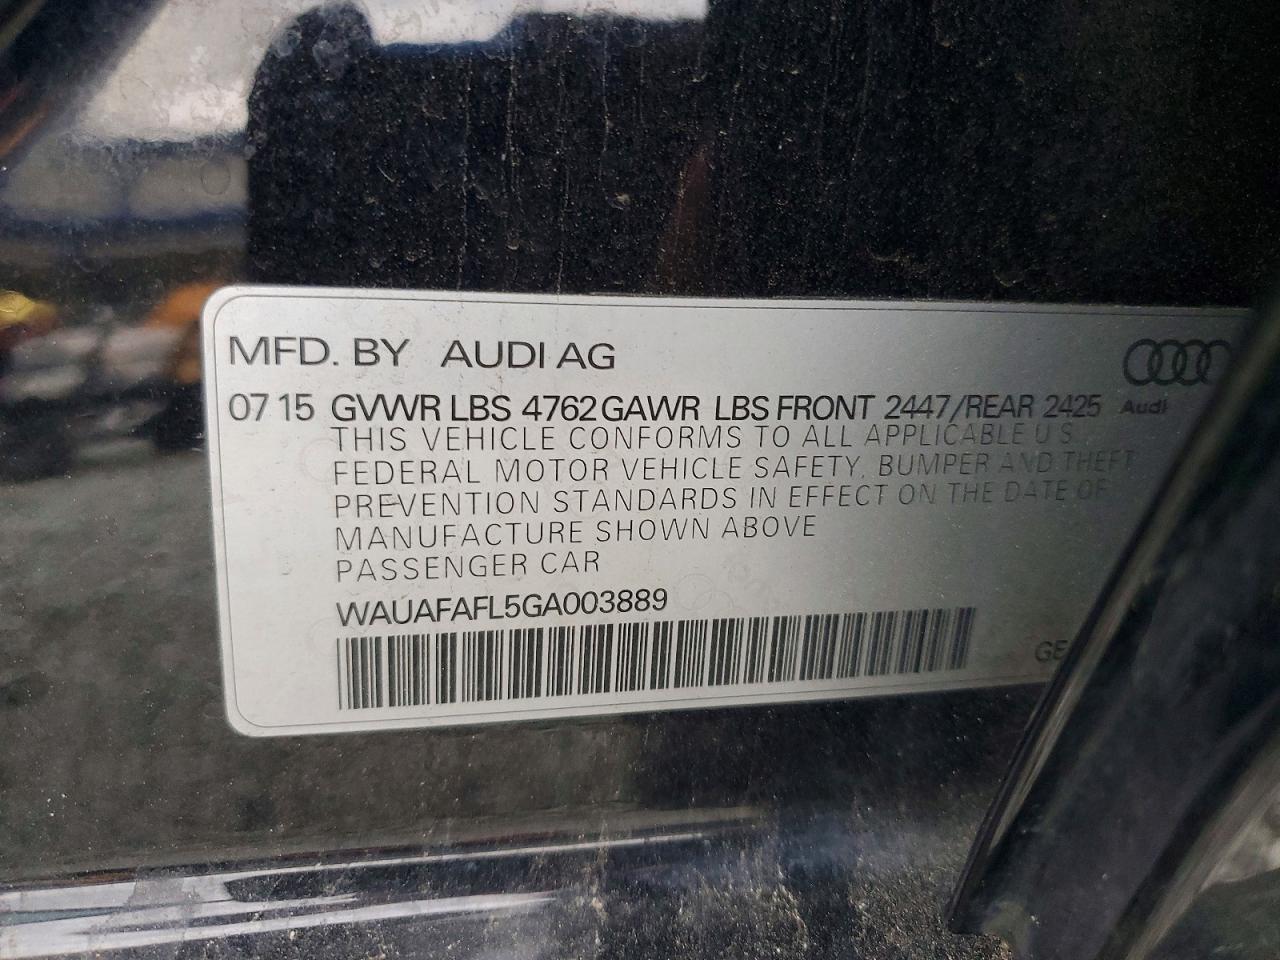 MFD. BY AUDI AG
07 15 GVWR LBS 4762 GAWR LBS FRONT 2447/REAR 2425 Audi
THIS VEHICLE CONFORMS TO ALL APPLICABLE U S
FEDERAL MOTOR VEHICLE SAFETY, BUMPER AND THEFT
PREVENTION STANDARDS IN EFFECT ON THE DATE OF
MANUFACTURE SHOWN ABOVE
PASSENGER CAR
WAUAFAFL5GA003889